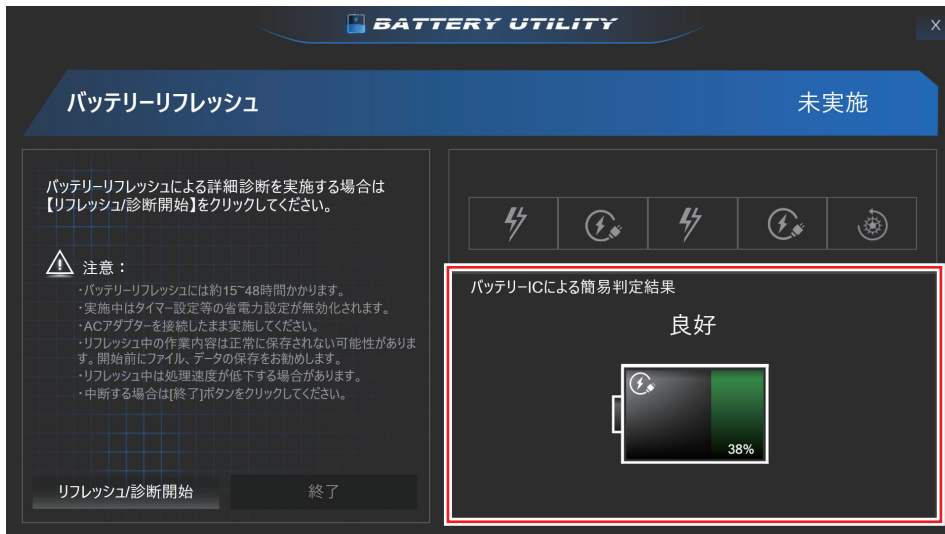 BATTERY UTILITY
X
バッテリーリフレッシュ
未実施
バッテリーリフレッシュによる詳細診断を実施する場合は
【リフレッシュ/診断開始】をクリックしてください。
注意：
・バッテリーリフレッシュには約15~48時間かかります。
・実施中はタイマー設定等の省電力設定が無効化されます。
・ACアダプターを接続したまま実施してください。
・リフレッシュ中の作業内容は正常に保存されない可能性がありま
す。開始前にファイル、データの保存をお勧めします。
・リフレッシュ中は処理速度が低下する場合があります。
・中断する場合は[終了]ボタンをクリックしてください。
リフレッシュ/診断開始
終了
バッテリーICによる簡易判定結果
良好
38%